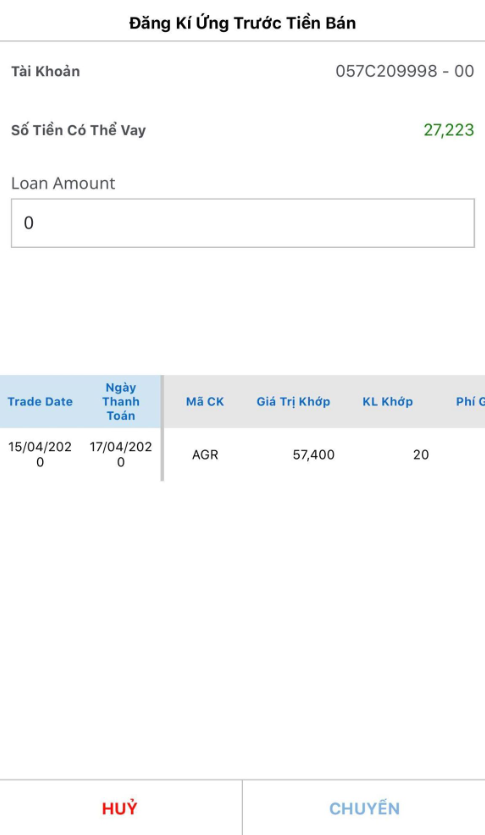 Đăng Kí Ứng Trước Tiền Bán
Tài Khoản 057C209998 - 00
Số Tiền Có Thể Vay 27,223
Loan Amount
0
Trade Date Ngày Thanh Toán Mã CK Giá Trị Khớp KL Khớp Phí G
15/04/2020 17/04/2020 AGR 57,400 20
HUỶ CHUYỂN